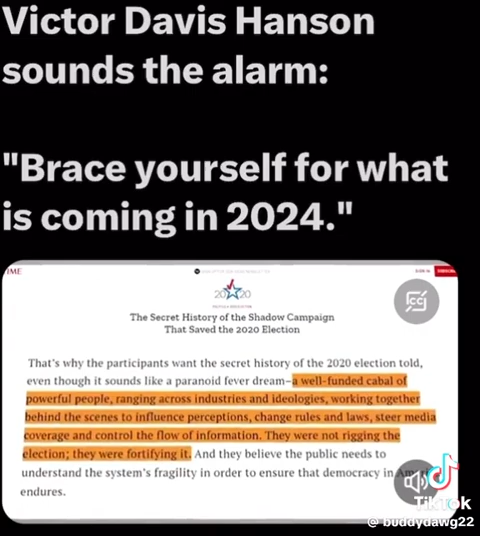 Victor Davis Hanson
sounds the alarm:
"Brace yourself for what
is coming in 2024."
IME
2020
The Secret History of the Shadow Campaign
That Saved the 2020 Election
That's why the participants want the secret history of the 2020 election told,
even though it sounds like a paranoid fever dream–a well-funded cabal of
powerful people, ranging across industries and ideologies, working together
behind the scenes to influence perceptions, change rules and laws, steer media
coverage and control the flow of information. They were not rigging the
election; they were fortifying it. And they believe the public needs to
understand the system's fragility in order to ensure that democracy in
endures.
TikTok
@ buddydawg22